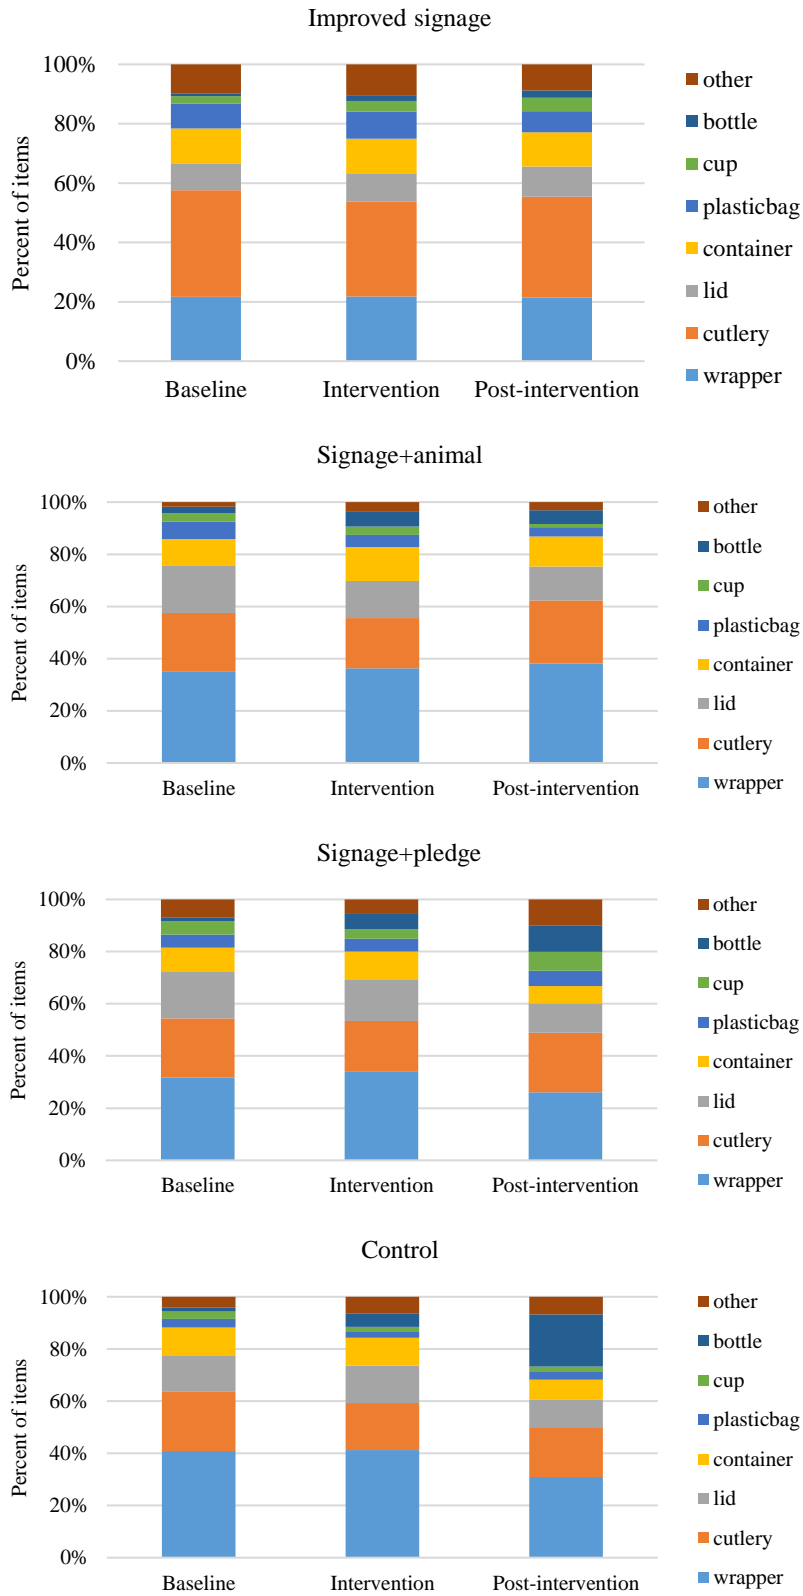 Improved signage
Percent of items
100%
80%
60%
40%
20%
0%
Baseline
Intervention
Post-intervention
other
bottle
cup
plasticbag
container
lid
cutlery
wrapper
Signage+animal
Percent of items
100%
80%
60%
40%
20%
0%
Baseline
Intervention
Post-intervention
other
bottle
cup
plasticbag
container
lid
cutlery
wrapper
Signage+pledge
Percent of items
100%
80%
60%
40%
20%
0%
Baseline
Intervention
Post-intervention
other
bottle
cup
plasticbag
container
lid
cutlery
wrapper
Control
Percent of items
100%
80%
60%
40%
20%
0%
Baseline
Intervention
Post-intervention
other
bottle
cup
plasticbag
container
lid
cutlery
wrapper